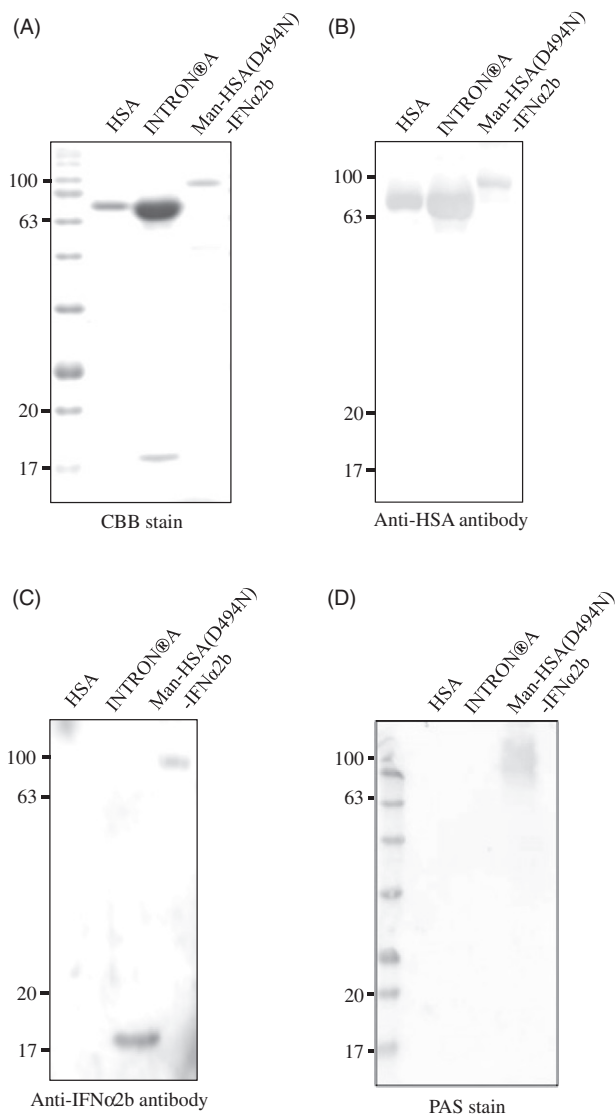 (A)
HSA
INTRON®A
Man-HSA(D494N)
-IFNα2b
100
63
20
17
CBB stain
(B)
HSA
INTRON®A
Man-HSA(D494N)
-IFNα2b
100
63
20
17
Anti-HSA antibody
(C)
HSA
INTRON®A
Man-HSA(D494N)
-IFNα2b
100
63
20
17
Anti-IFNα2b antibody
(D)
HSA
INTRON®A
Man-HSA(D494N)
-IFNα2b
100
63
20
17
PAS stain